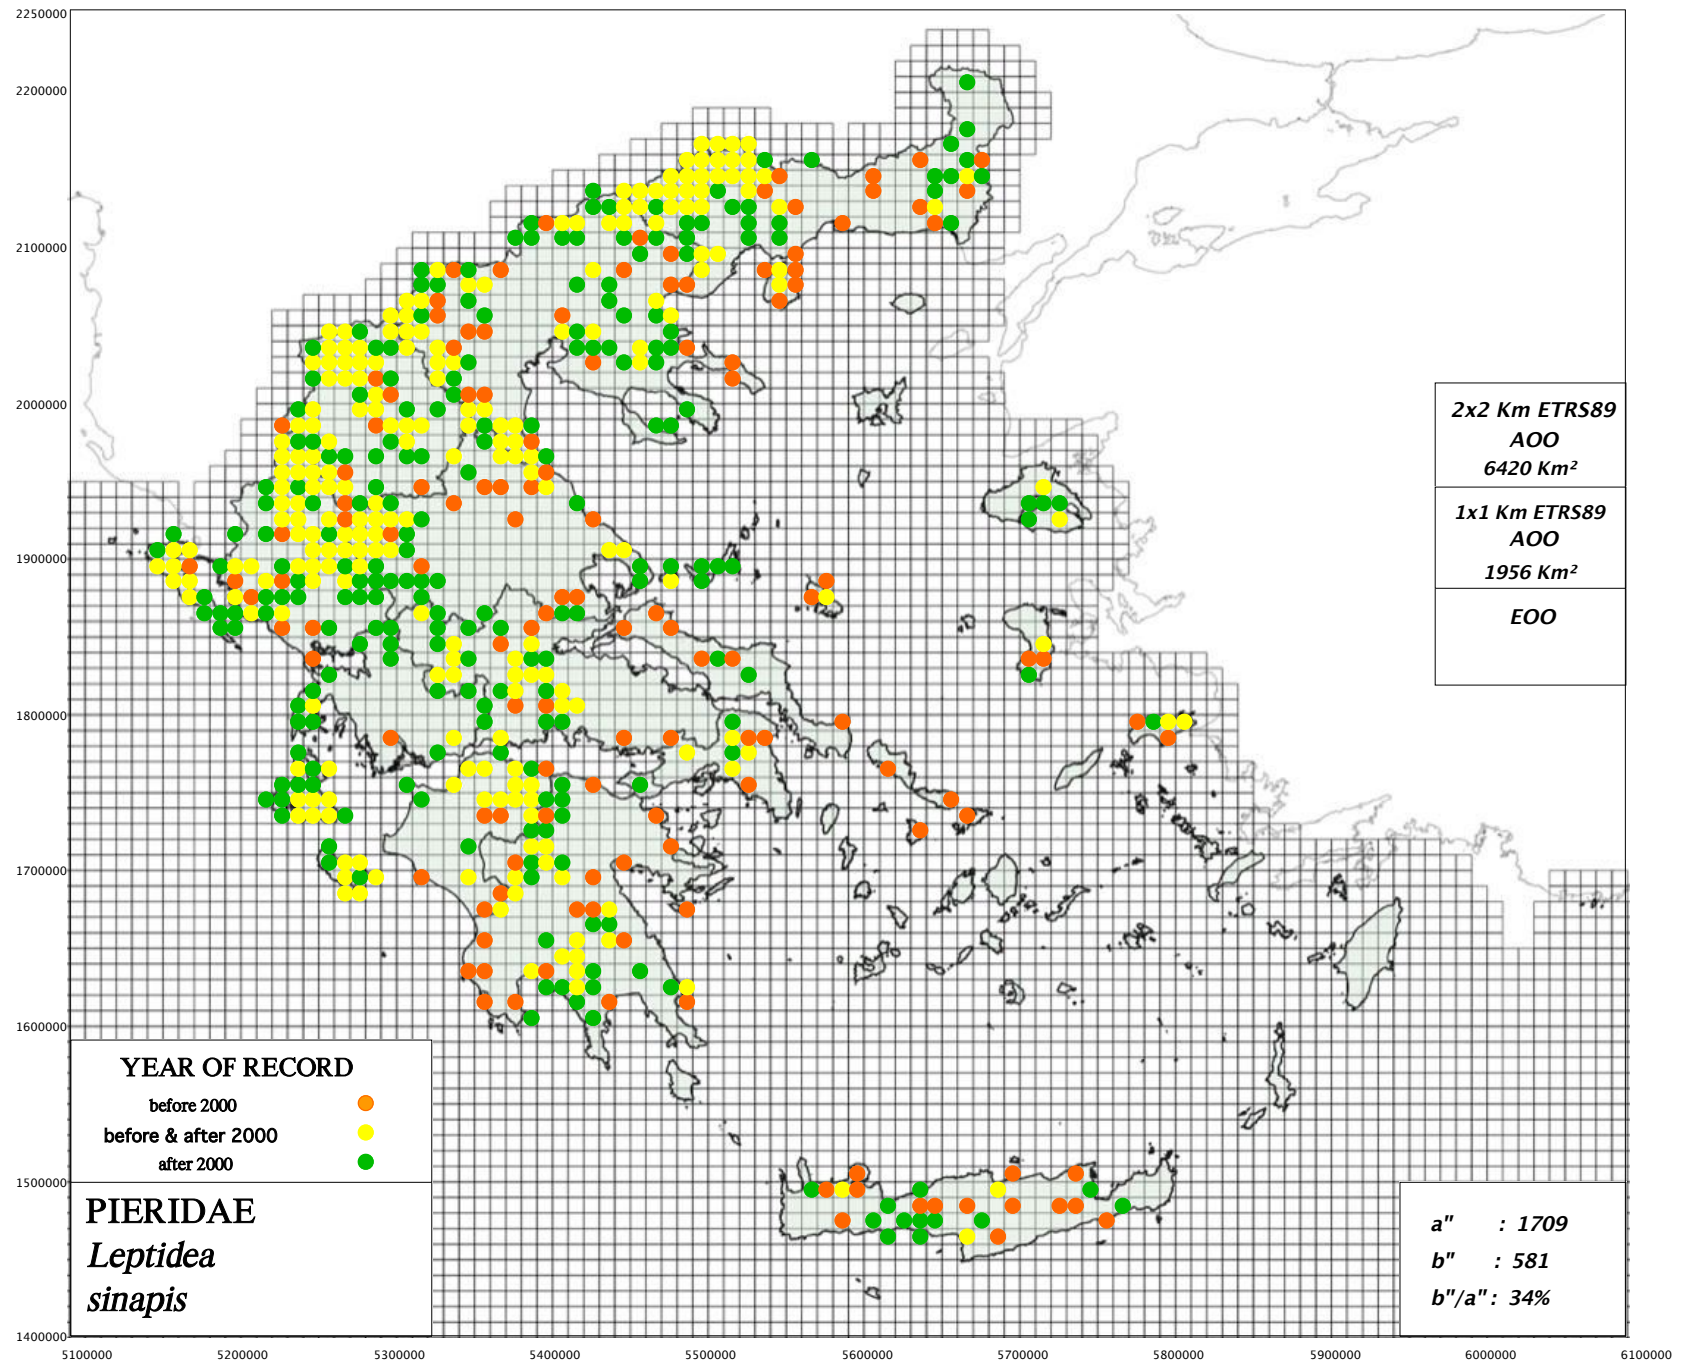 2250000
2200000
2100000
2000000
1900000
1800000
1700000
1600000
1500000
1400000
2x2 Km ETRS89
AOO
6420 Km²
1x1 Km ETRS89
AOO
1956 Km²
EOO
YEAR OF RECORD
before 2000
before & after 2000
after 2000
PIERIDAE
Leptidea
sinapis
a" : 1709
b" : 581
b"/a" : 34%
5100000 5200000 5300000 5400000 5500000 5600000 5700000 5800000 5900000 6000000 6100000